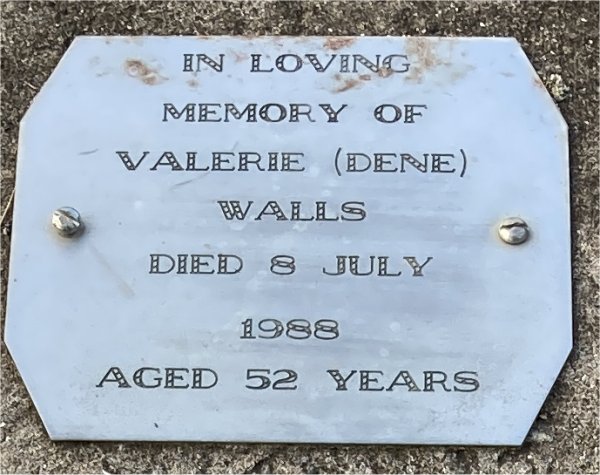 IN LOVING
MEMORY OF
VALERIE (DENE)
WALLS
DIED 8 JULY
1988
AGED 52 YEARS